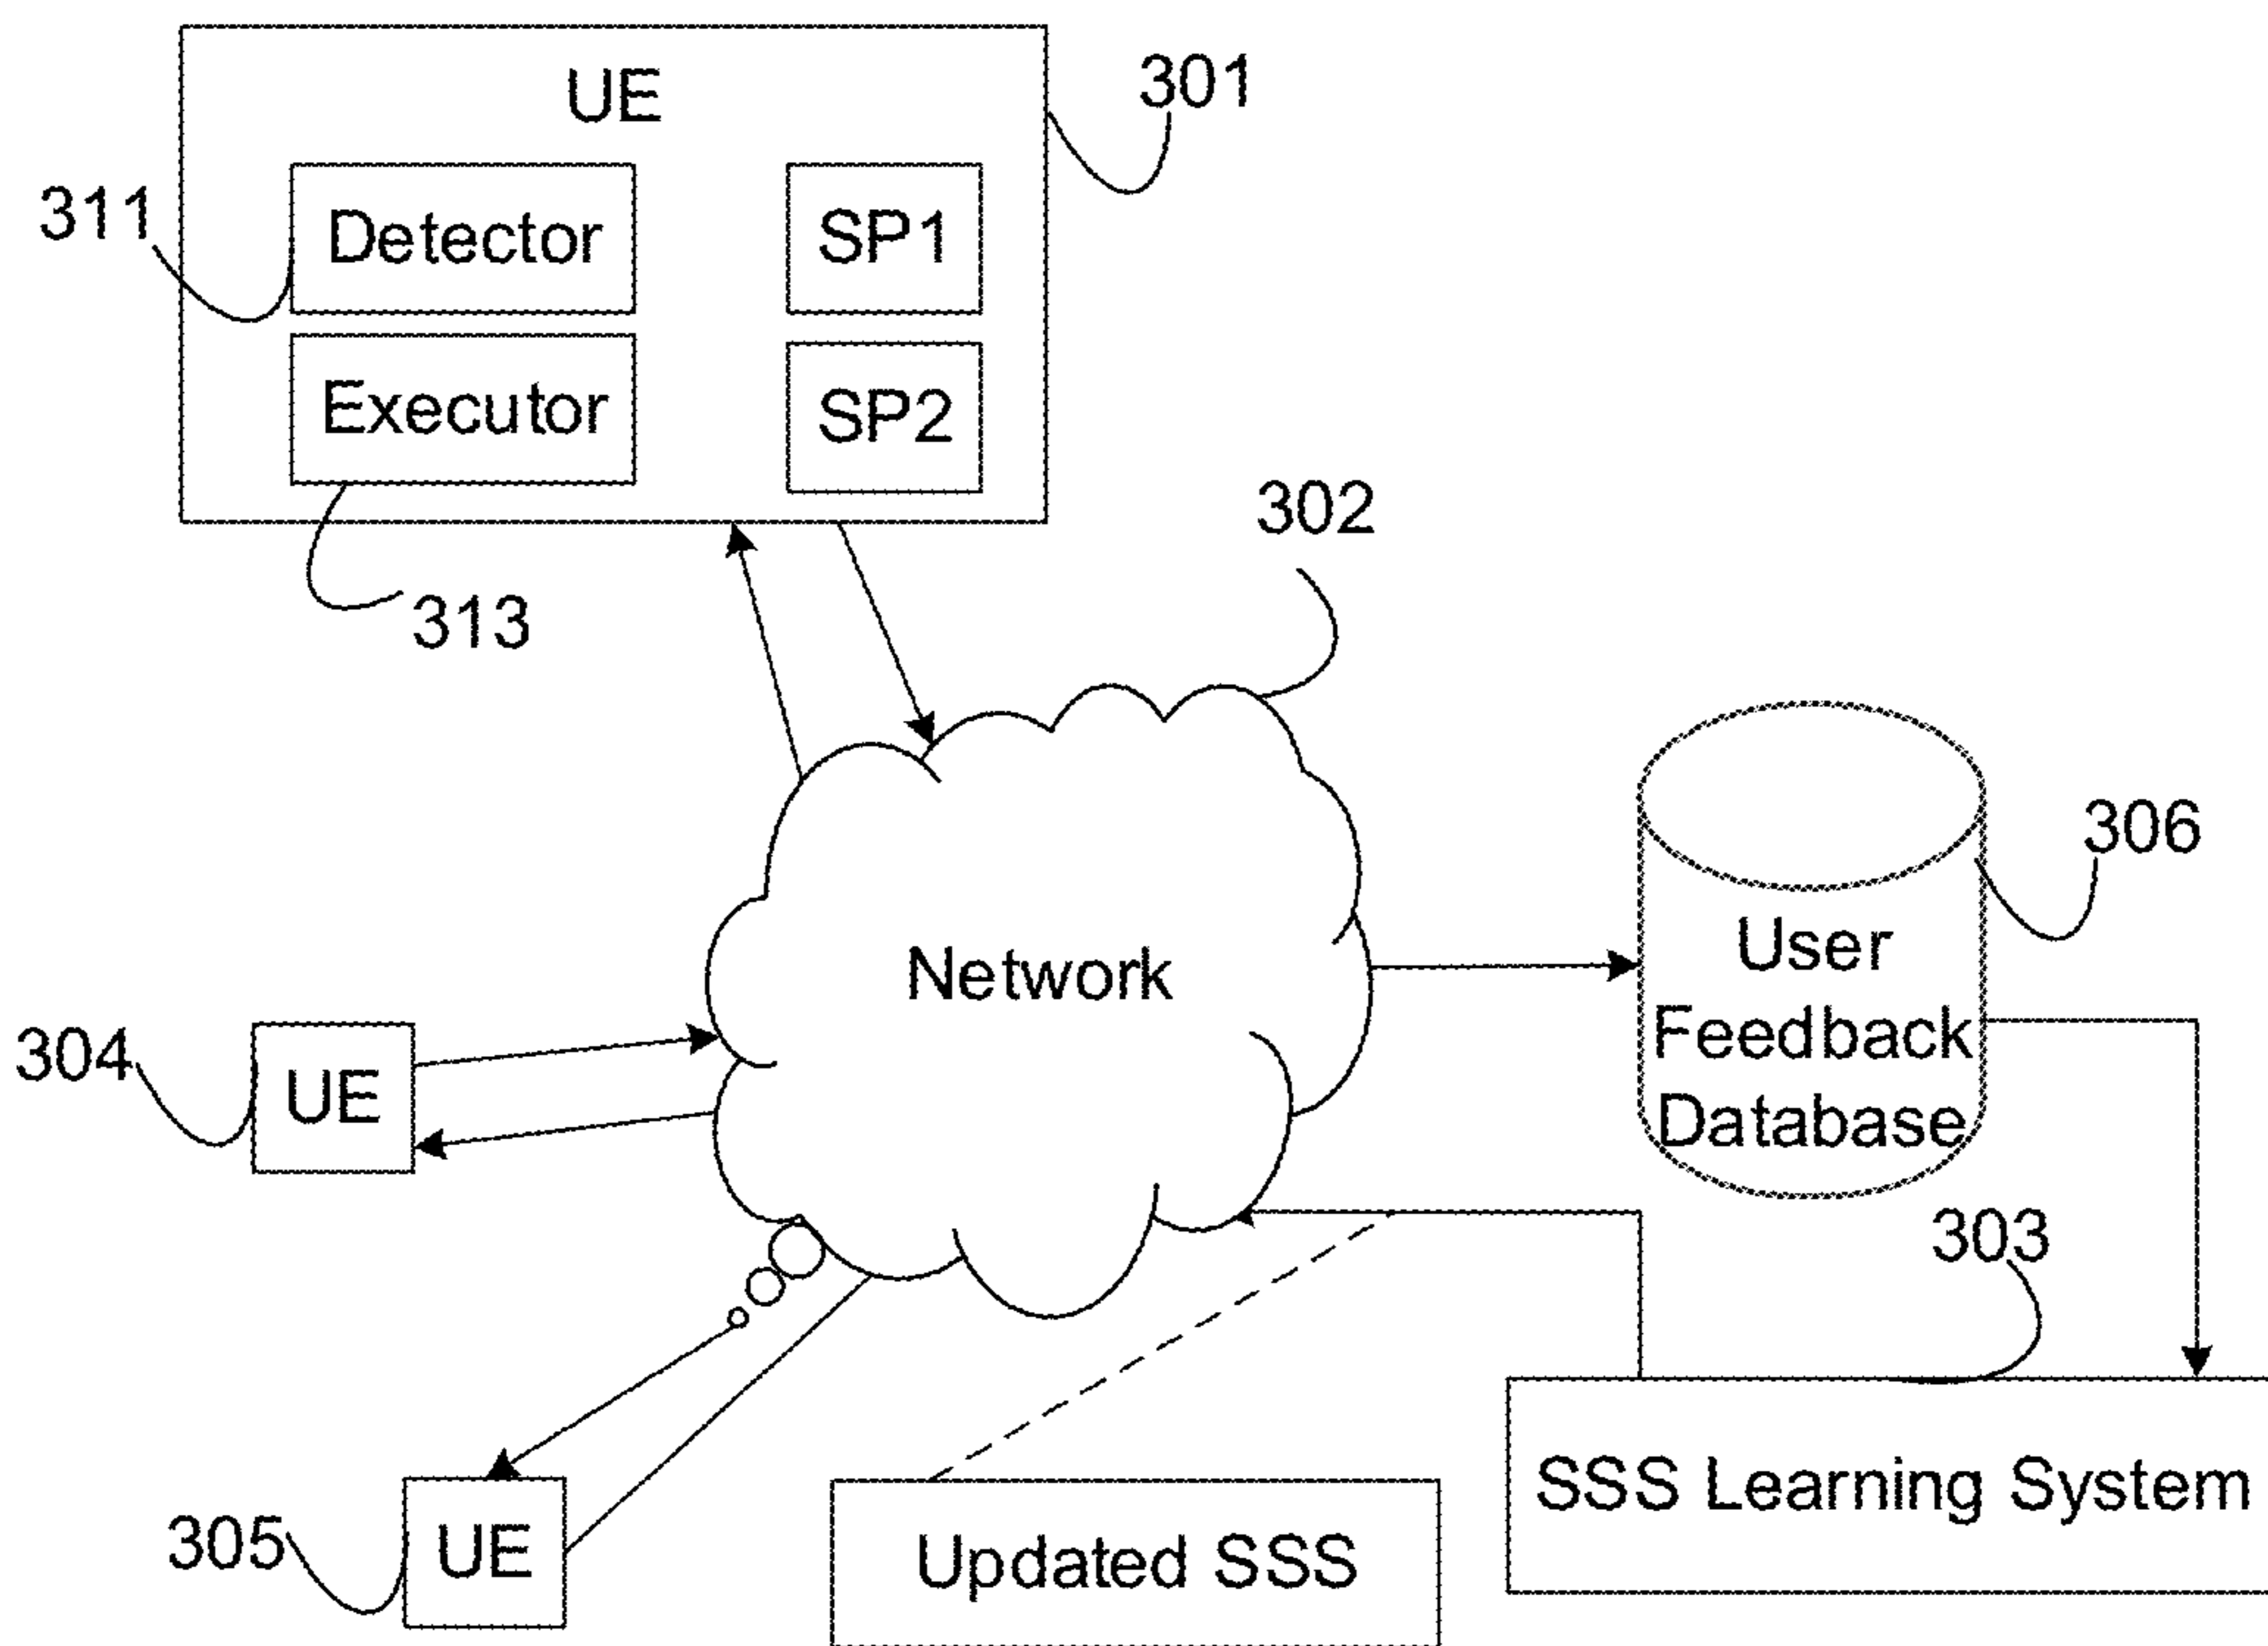 UE
301
311
Detector
SP1
Executor
SP2
302
313
306
Network
User
Feedback
Database
304
UE
303
SSS Learning System
305
UE
Updated SSS